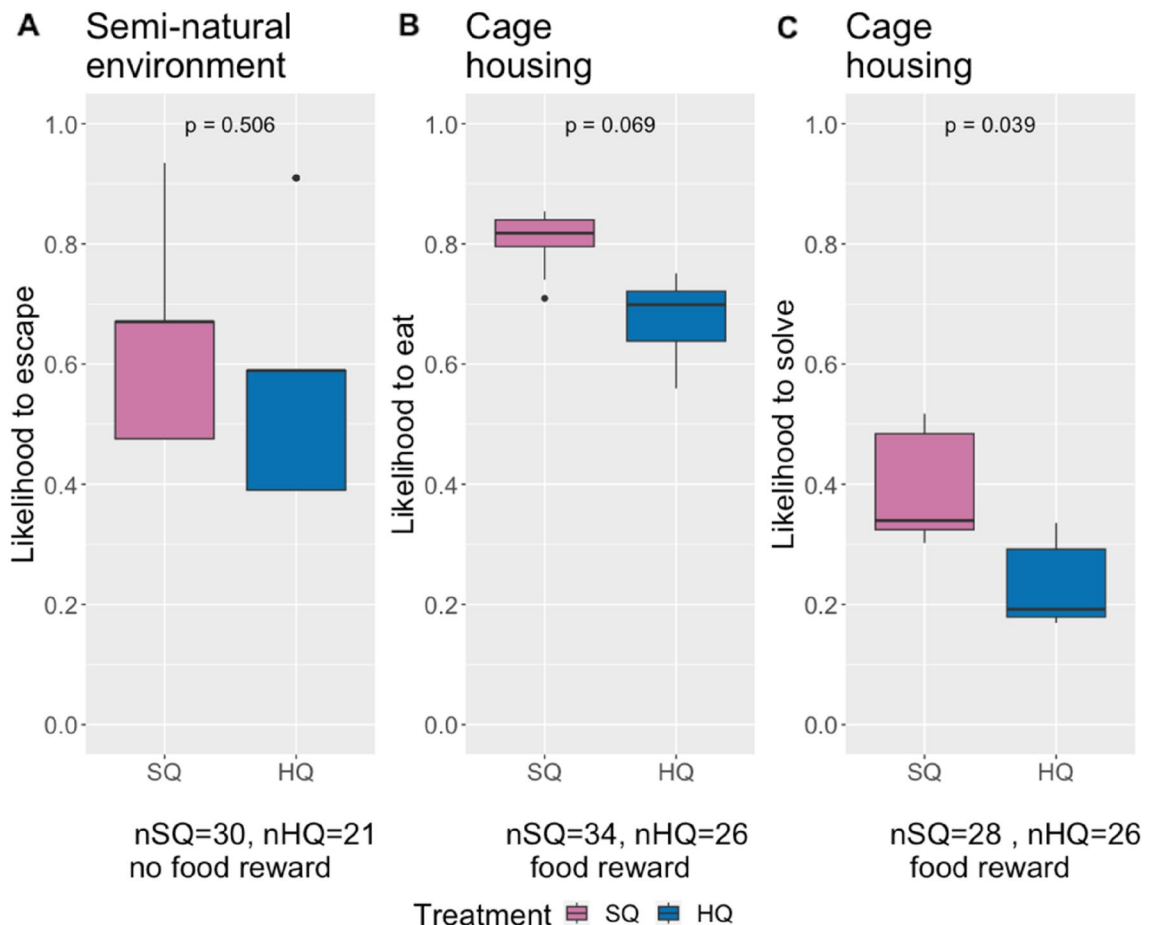 A Semi-natural
environment
p = 0.506
1.0
0.8
0.6
0.4
0.2
0.0
Likelihood to escape
SQ HQ
nSQ=30, nHQ=21
no food reward
B Cage
housing
p = 0.069
1.0
0.8
0.6
0.4
0.2
0.0
Likelihood to eat
SQ HQ
nSQ=34, nHQ=26
food reward
C Cage
housing
p = 0.039
1.0
0.8
0.6
0.4
0.2
0.0
Likelihood to solve
SQ HQ
nSQ=28 , nHQ=26
food reward
Treatment SQ HQ